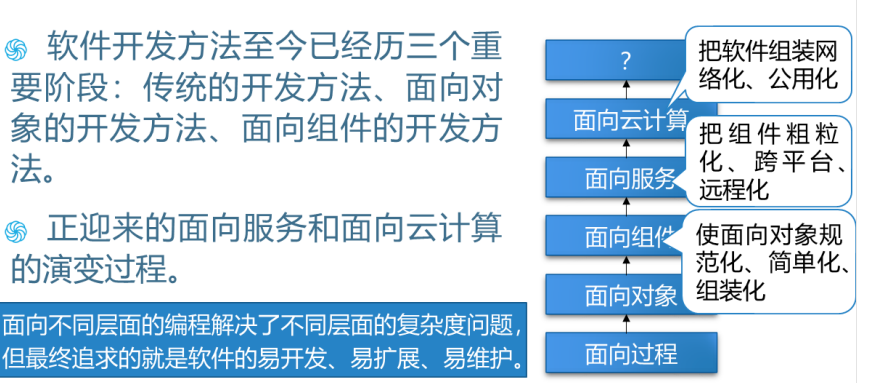 软件开发方法至今已经历三个重
要阶段：传统的开发方法、面向对
象的开发方法、面向组件的开发方
法。
正迎来的面向服务和面向云计算
的演变过程。
面向不同层面的编程解决了不同层面的复杂度问题，
但最终追求的就是软件的易开发、易扩展、易维护。
？
把软件组装网
络化、公用化
面向云计算
把组件粗粒
化、跨平台、
远程化
面向服务
面向组件
使面向对象规
范化、简单化、
组装化
面向对象
面向过程